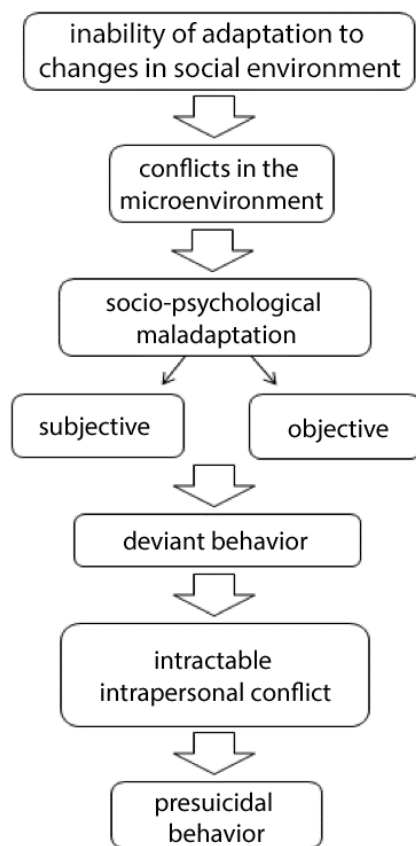 inability of adaptation to
changes in social environment
conflicts in the
microenvironment
socio-psychological
maladaptation
subjective
objective
deviant behavior
intractable
intrapersonal conflict
presuicidal
behavior